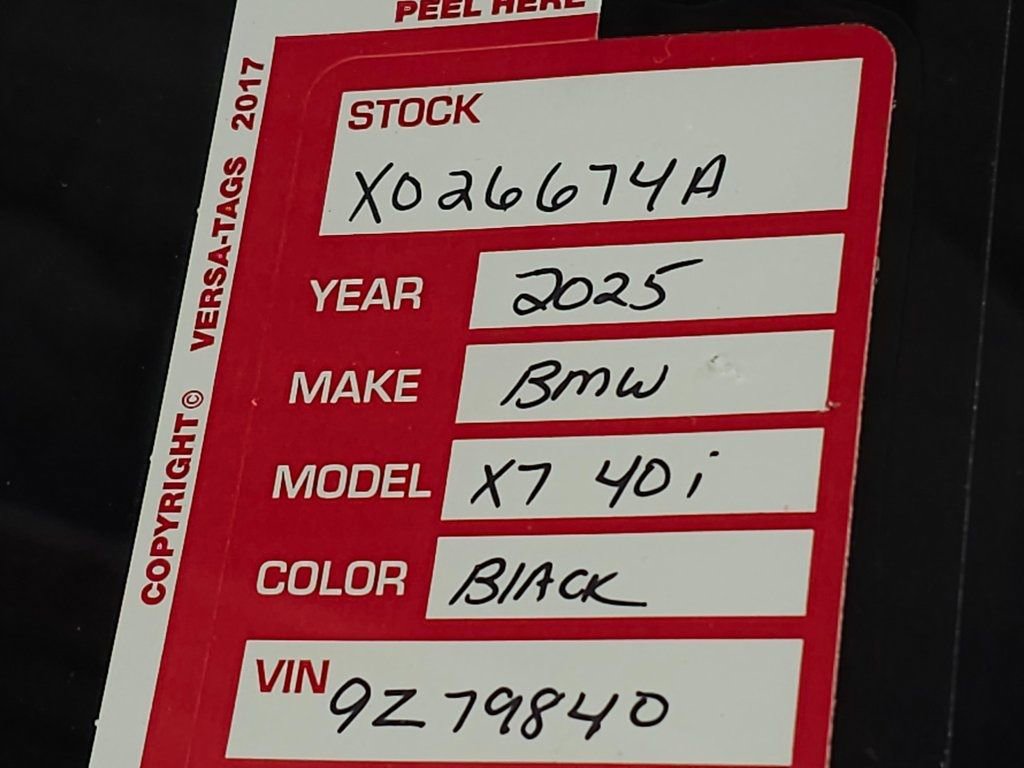 PEEL HERE
COPYRIGHT © VERSA-TAGS 2017
STOCK
X026674A
YEAR 2025
MAKE BMW
MODEL X7 40i
COLOR BlACK
VIN 9Z79840